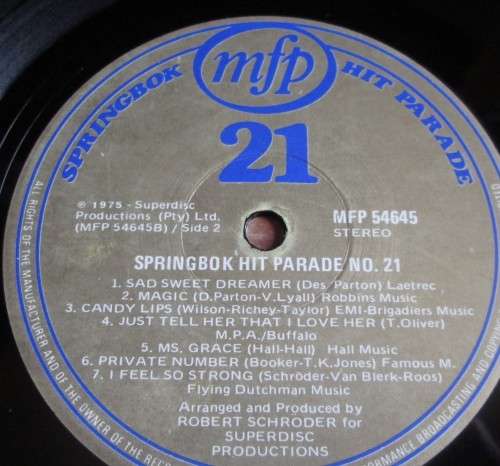 mfp
SPRINGBOK HIT PARADE
21
℗ 1975 - Superdisc
Productions (Pty) Ltd.
(MFP 54645B) / Side 2
MFP 54645
STEREO
SPRINGBOK HIT PARADE NO. 21
1. SAD SWEET DREAMER (Des Parton) Laetrec
2. MAGIC (D.Parton-V.Lyall) Robbins Music
3. CANDY LIPS (Wilson-Richey-Taylor) EMI-Brigadiers Music
4. JUST TELL HER THAT I LOVE HER (T.Oliver)
M.P.A./Buffalo
5. MS, GRACE (Hall-Hall) Hall Music
6. PRIVATE NUMBER (Booker-T.K.Jones) Famous M.
7. I FEEL SO STRONG (Schröder-Van Blerk-Roos)
Flying Dutchman Music
Arranged and Produced by
ROBERT SCHRODER for
SUPERDISC
PRODUCTIONS
ALL RIGHTS OF THE MANUFACTURER AND OF THE OWNER OF THE
BROADCASTING AND